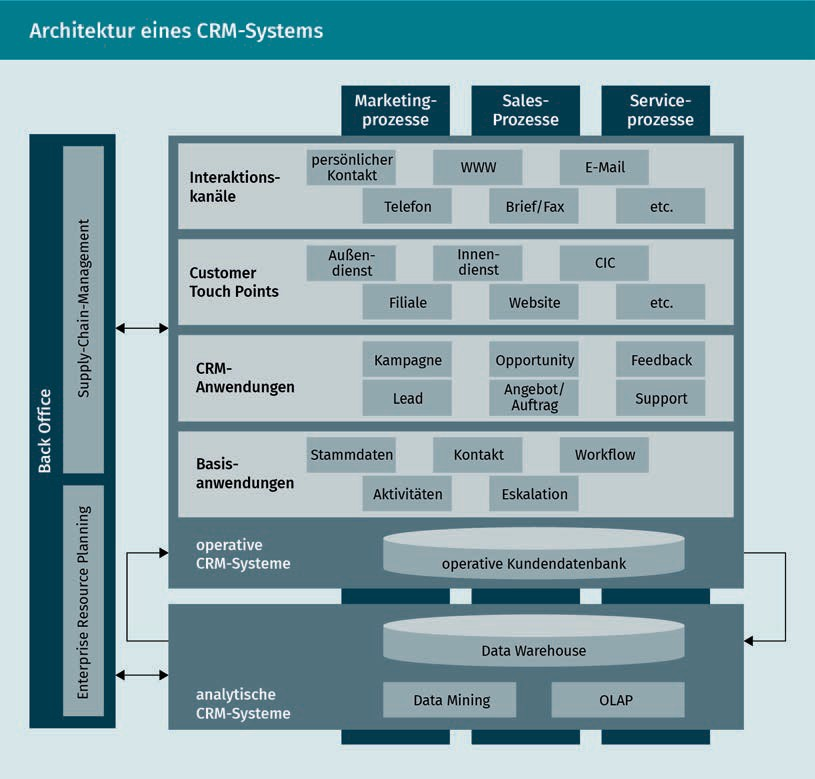 Architektur eines CRM-Systems
Marketing-
prozesse
Sales-
Prozesse
Service-
prozesse
Back Office
Supply-Chain-Management
Enterprise Resource Planning
Interaktions-
kanäle
persönlicher
Kontakt
WWW
E-Mail
Telefon
Brief/Fax
etc.
Customer
Touch Points
Außen-
dienst
Innen-
dienst
CIC
Filiale
Website
etc.
CRM-
Anwendungen
Kampagne
Opportunity
Feedback
Lead
Angebot/
Auftrag
Support
Basis-
anwendungen
Stammdaten
Kontakt
Workflow
Aktivitäten
Eskalation
operative
CRM-Systeme
operative Kundendatenbank
Data Warehouse
analytische
CRM-Systeme
Data Mining
OLAP